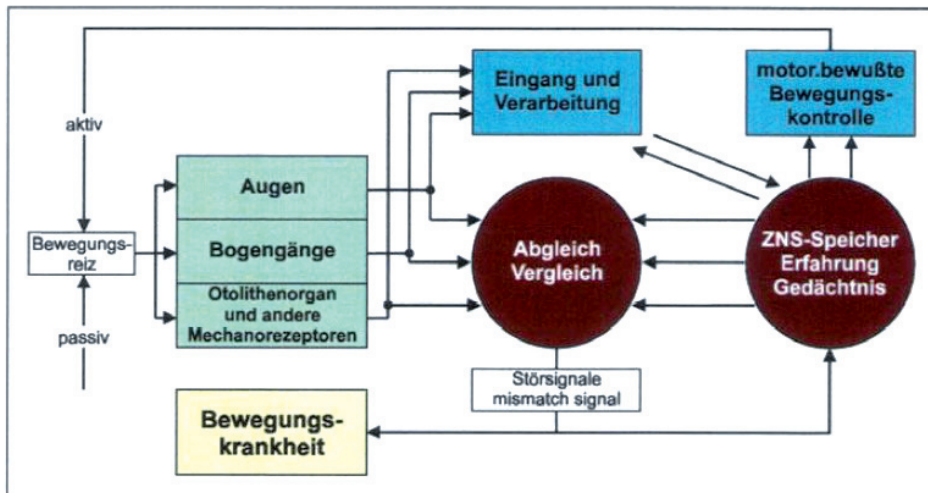 Eingang und
Verarbeitung
motor.bewußte
Bewegungs-
kontrolle
aktiv
Augen
Bewegungs-
reiz
Bogengänge
Abgleich
Vergleich
ZNS-Speicher
Erfahrung
Gedächtnis
Otolithenorgan
und andere
Mechanorezeptoren
passiv
Störsignale
mismatch signal
Bewegungs-
krankheit